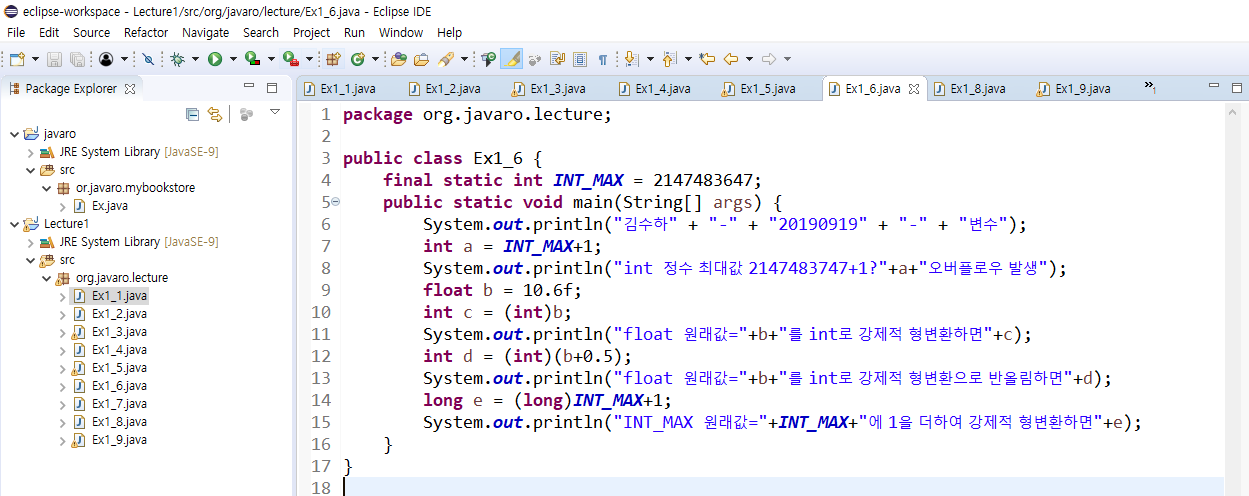 eclipse-workspace - Lecture1/src/org/javaro/lecture/Ex1_6.java - Eclipse IDE
File Edit Source Refactor Navigate Search Project Run Window Help
Package Explorer
javaro
JRE System Library [JavaSE-9]
src
or.javaro.mybookstore
Ex.java
Lecture1
JRE System Library [JavaSE-9]
src
org.javaro.lecture
Ex1_1.java
Ex1_2.java
Ex1_3.java
Ex1_4.java
Ex1_5.java
Ex1_6.java
Ex1_7.java
Ex1_8.java
Ex1_9.java
Ex1_1.java Ex1_2.java Ex1_3.java Ex1_4.java Ex1_5.java Ex1_6.java Ex1_8.java Ex1_9.java »1
1 package org.javaro.lecture;
2
3 public class Ex1_6 {
4 final static int INT_MAX = 2147483647;
5 public static void main(String[] args) {
6 System.out.println("김수하" + "-" + "20190919" + "-" + "변수");
7 int a = INT_MAX+1;
8 System.out.println("int 정수 최대값 2147483747+1?"+a+"오버플로우 발생");
9 float b = 10.6f;
10 int c = (int)b;
11 System.out.println("float 원래값="+b+"를 int로 강제적 형변환하면"+c);
12 int d = (int)(b+0.5);
13 System.out.println("float 원래값="+b+"를 int로 강제적 형변환으로 반올림하면"+d);
14 long e = (long)INT_MAX+1;
15 System.out.println("INT_MAX 원래값="+INT_MAX+"에 1을 더하여 강제적 형변환하면"+e);
16 }
17 }
18